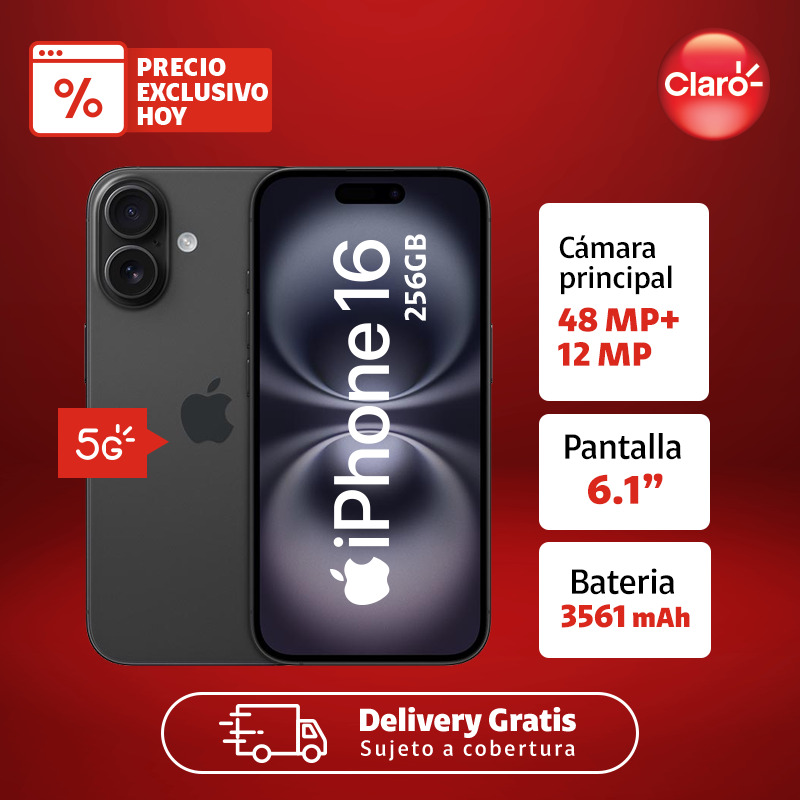 %
PRECIO
EXCLUSIVO
HOY
Claro
iPhone 16
256GB
5G
Cámara
principal
48 MP+
12 MP
Pantalla
6.1”
Bateria
3561 mAh
Delivery Gratis
Sujeto a cobertura